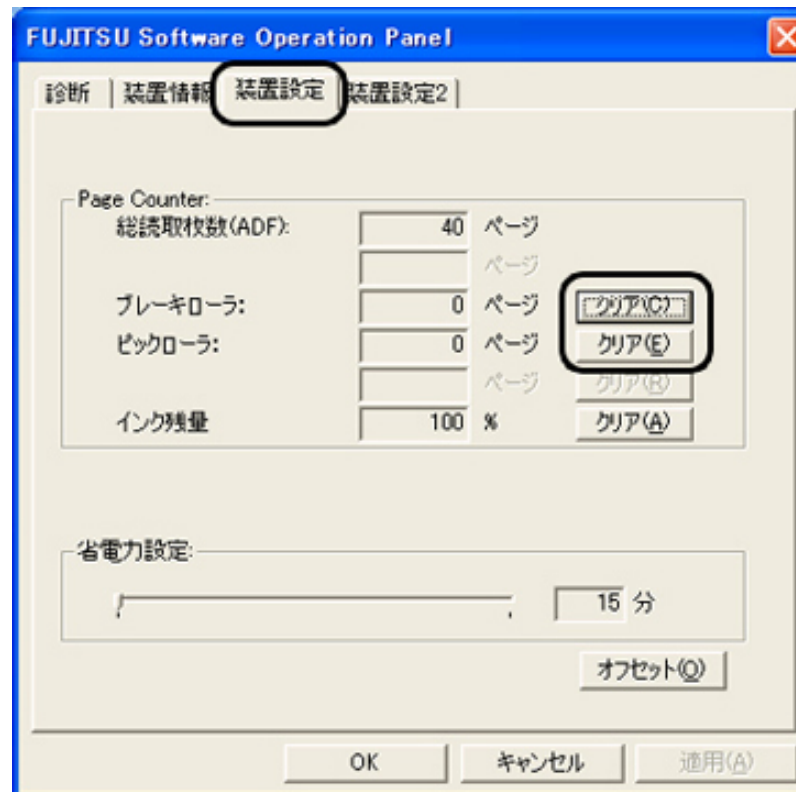 FUJITSU Software Operation Panel
診断 装置情報 装置設定 装置設定2
Page Counter:
総読取枚数(ADF): 40 ページ
ページ
ブレーキローラ: 0 ページ クリア(C)
ピックローラ: 0 ページ クリア(E)
ページ クリア(R)
インク残量 100 % クリア(A)
省電力設定:
15 分
オフセット(O)
OK キャンセル 適用(A)